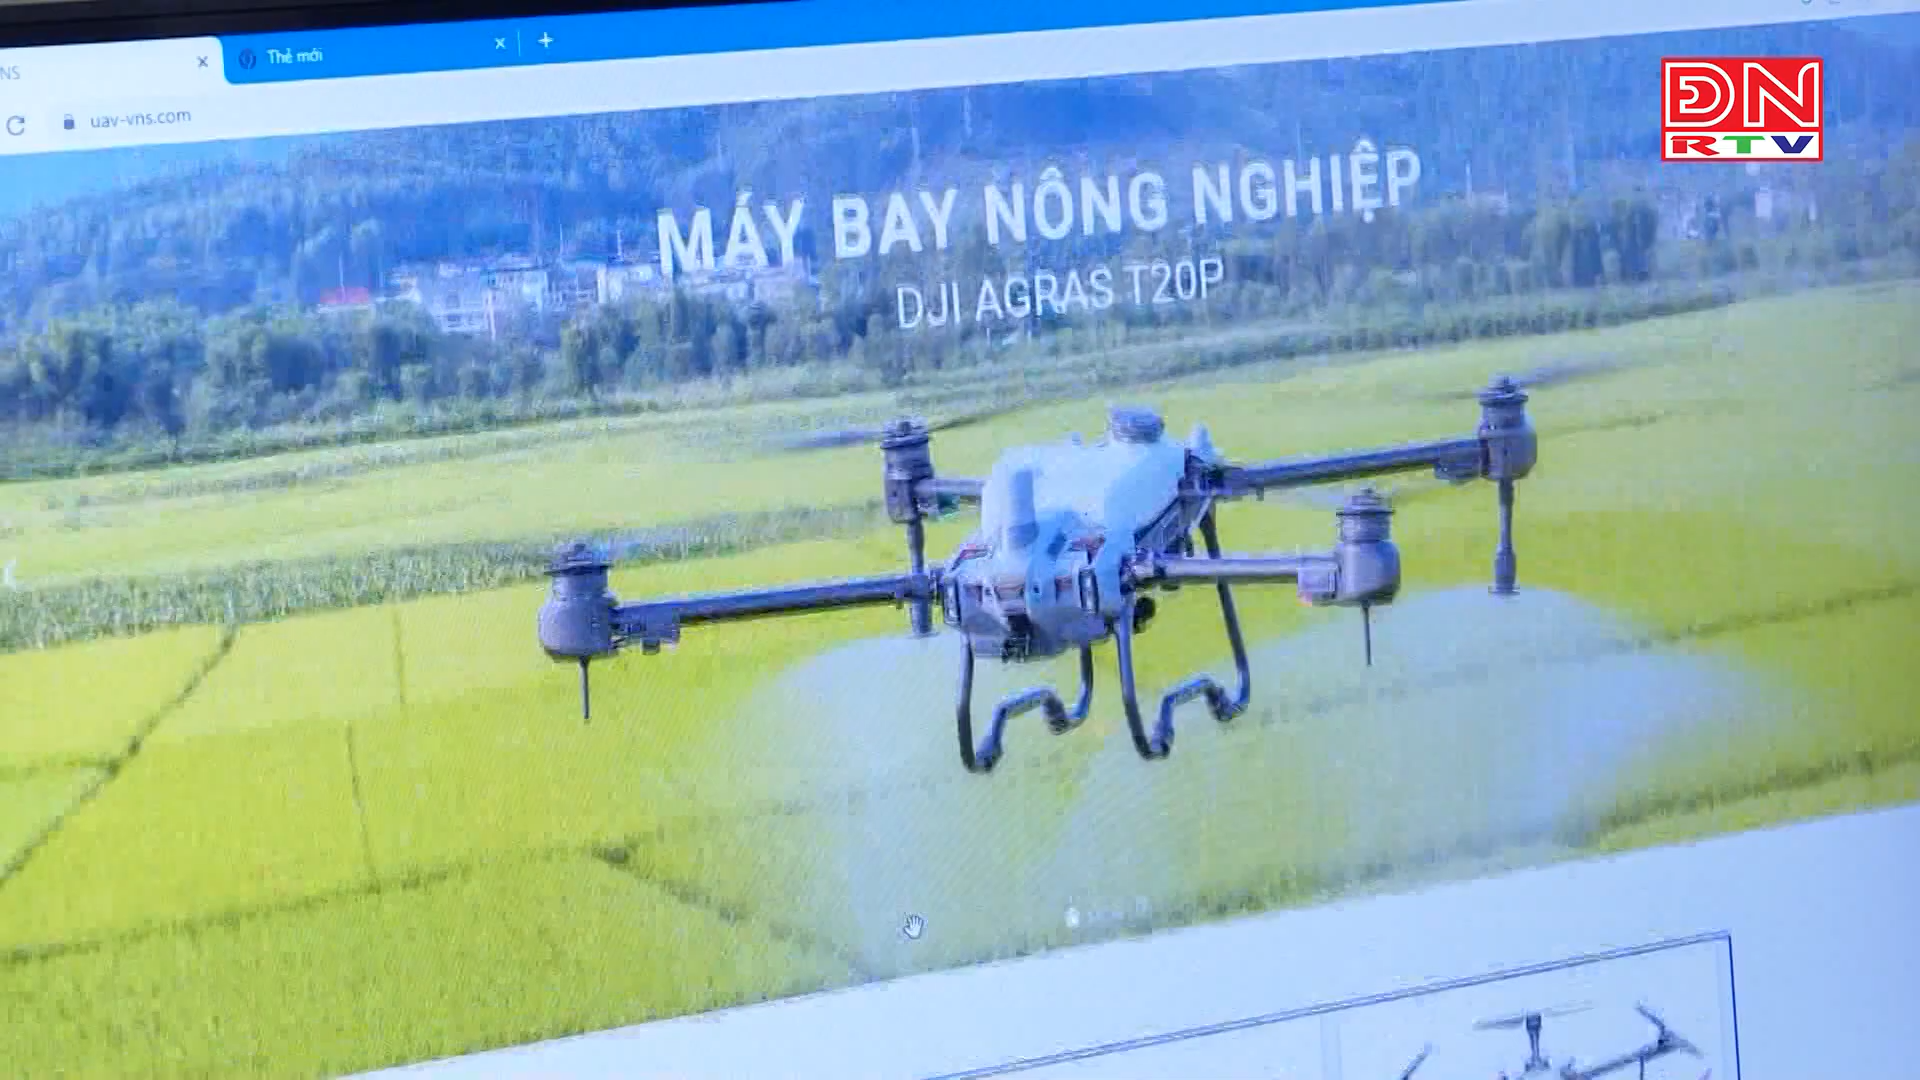 NS
Thẻ mới
uav-vns.com
ĐN
RTV
MÁY BAY NÔNG NGHIỆP
DJI AGRAS T20P